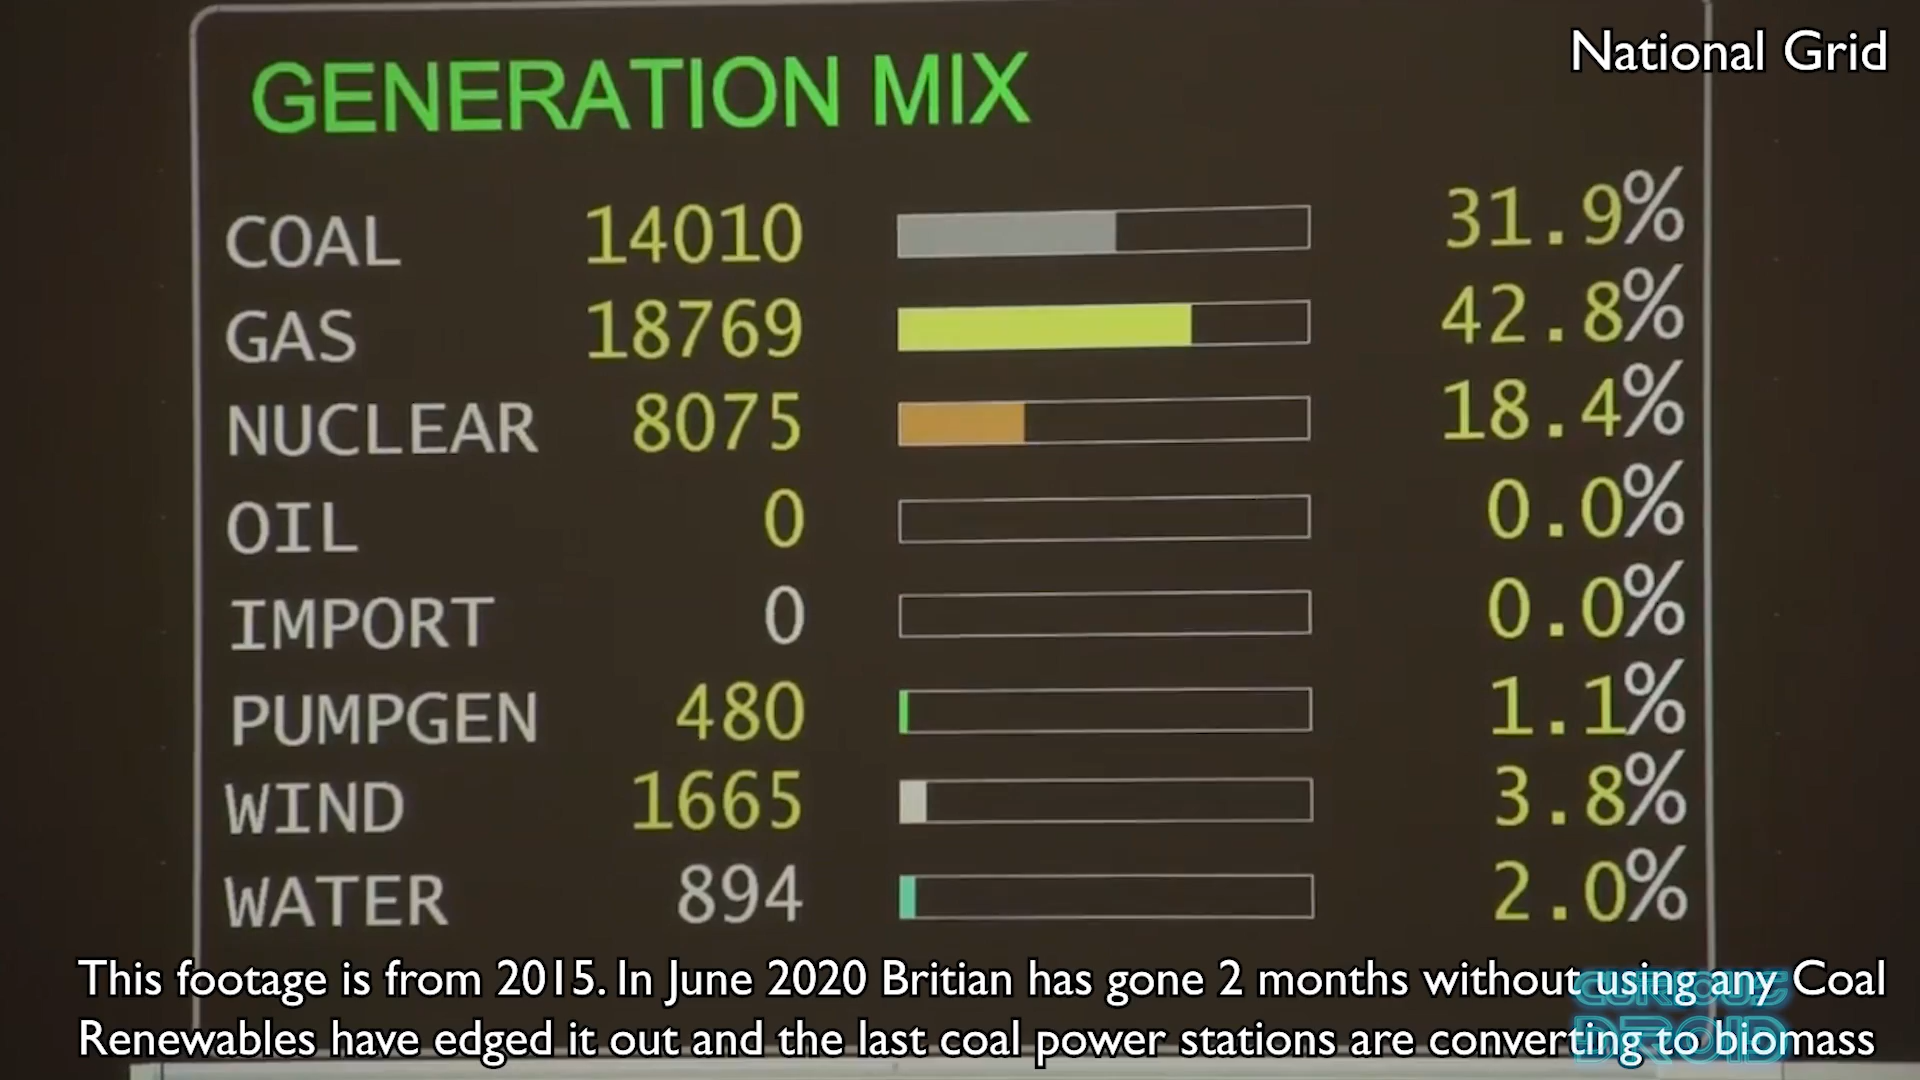 National Grid
GENERATION MIX
COAL 14010 31.9%
GAS 18769 42.8%
NUCLEAR 8075 18.4%
OIL 0 0.0%
IMPORT 0 0.0%
PUMPGEN 480 1.1%
WIND 1665 3.8%
WATER 894 2.0%
This footage is from 2015. In June 2020 Britian has gone 2 months without using any Coal
Renewables have edged it out and the last coal power stations are converting to biomass
CURIOUS
DROID